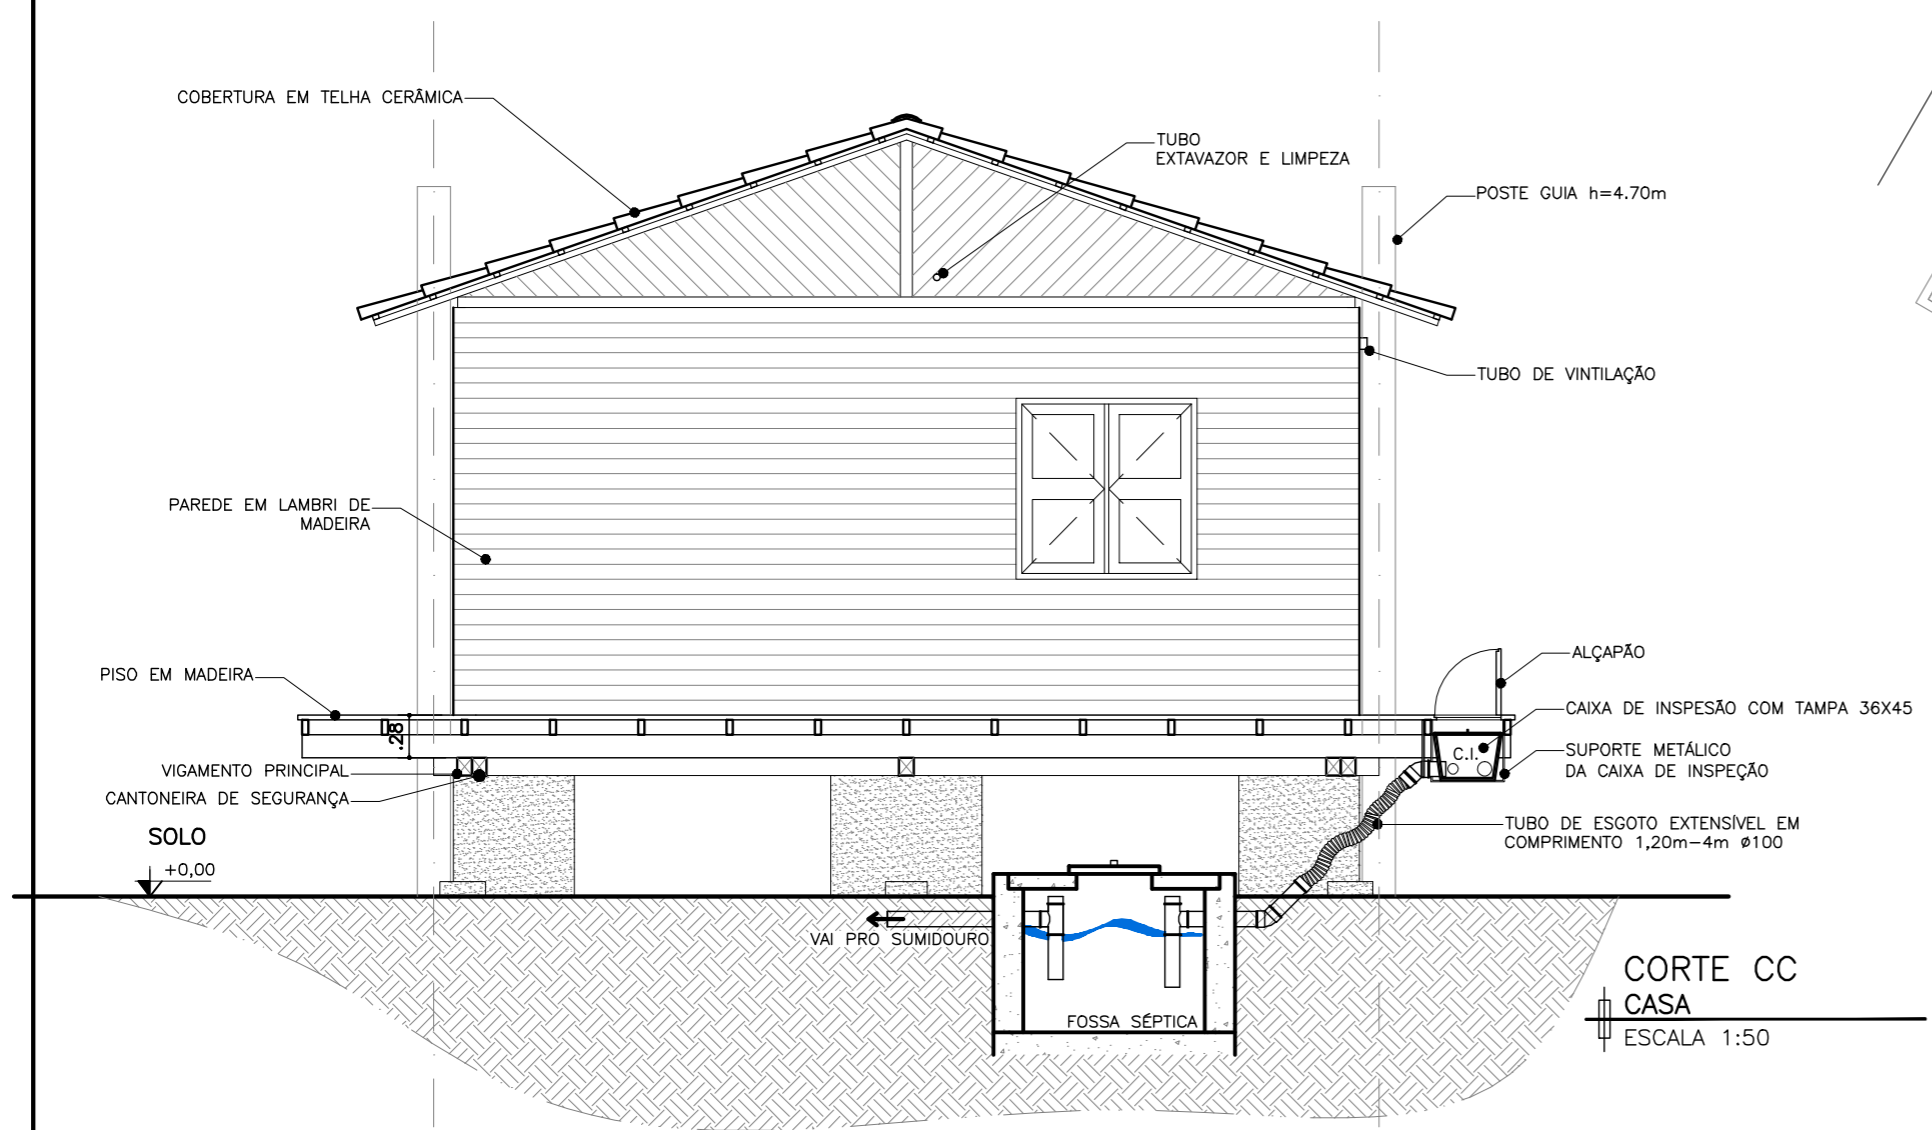 COBERTURA EM TELHA CERÂMICA
TUBO
EXTAVAZOR E LIMPEZA
POSTE GUIA h=4.70m
TUBO DE VINTILAÇÃO
PAREDE EM LAMBRI DE
MADEIRA
PISO EM MADEIRA
ALÇAPÃO
CAIXA DE INSPESÃO COM TAMPA 36X45
.28
C.I.
SUPORTE METÁLICO
DA CAIXA DE INSPEÇÃO
VIGAMENTO PRINCIPAL
CANTONEIRA DE SEGURANÇA
SOLO
+0,00
TUBO DE ESGOTO EXTENSÍVEL EM
COMPRIMENTO 1,20m-4m ø100
VAI PRO SUMIDOURO
FOSSA SÉPTICA
CORTE CC
CASA
ESCALA 1:50